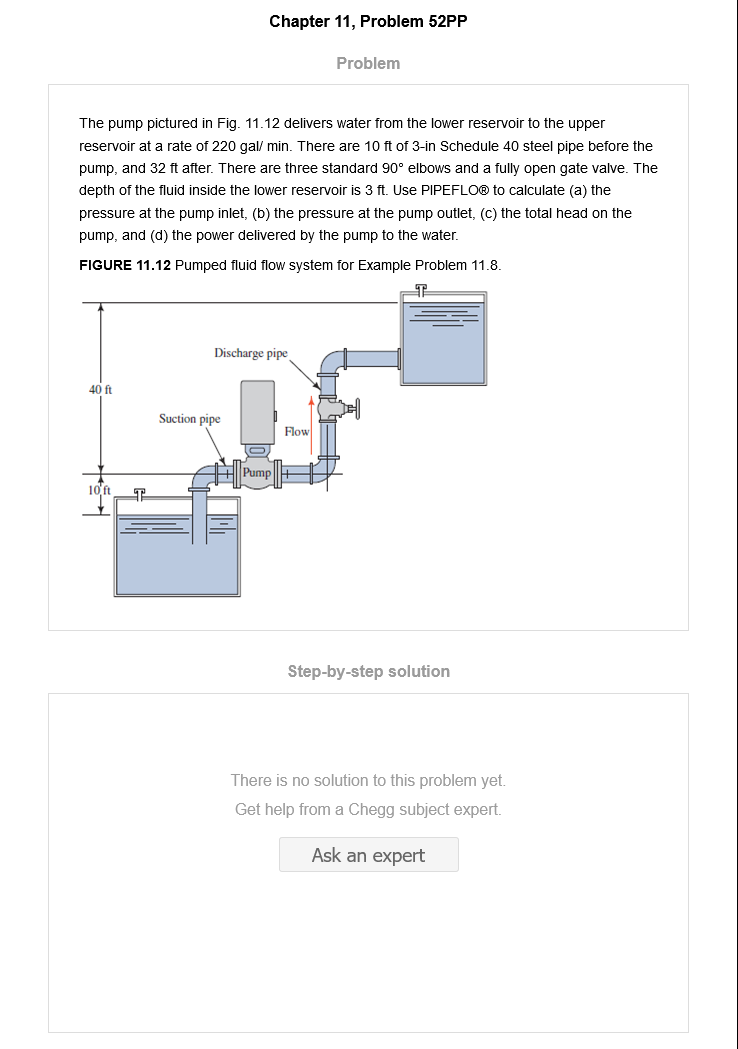 Chapter 11, Problem 52PP
Problem
The pump pictured in Fig. 11.12 delivers water from the lower reservoir to the upper
reservoir at a rate of 220 gal/ min. There are 10 ft of 3-in Schedule 40 steel pipe before the
pump, and 32 ft after. There are three standard 90° elbows and a fully open gate valve. The
depth of the fluid inside the lower reservoir is 3 ft. Use PIPEFLO® to calculate (a) the
pressure at the pump inlet, (b) the pressure at the pump outlet, (c) the total head on the
pump, and (d) the power delivered by the pump to the water.
FIGURE 11.12 Pumped fluid flow system for Example Problem 11.8.
Discharge pipe
40 ft
Suction pipe
Flow
Pump
10 ft
Step-by-step solution
There is no solution to this problem yet.
Get help from a Chegg subject expert.
Ask an expert